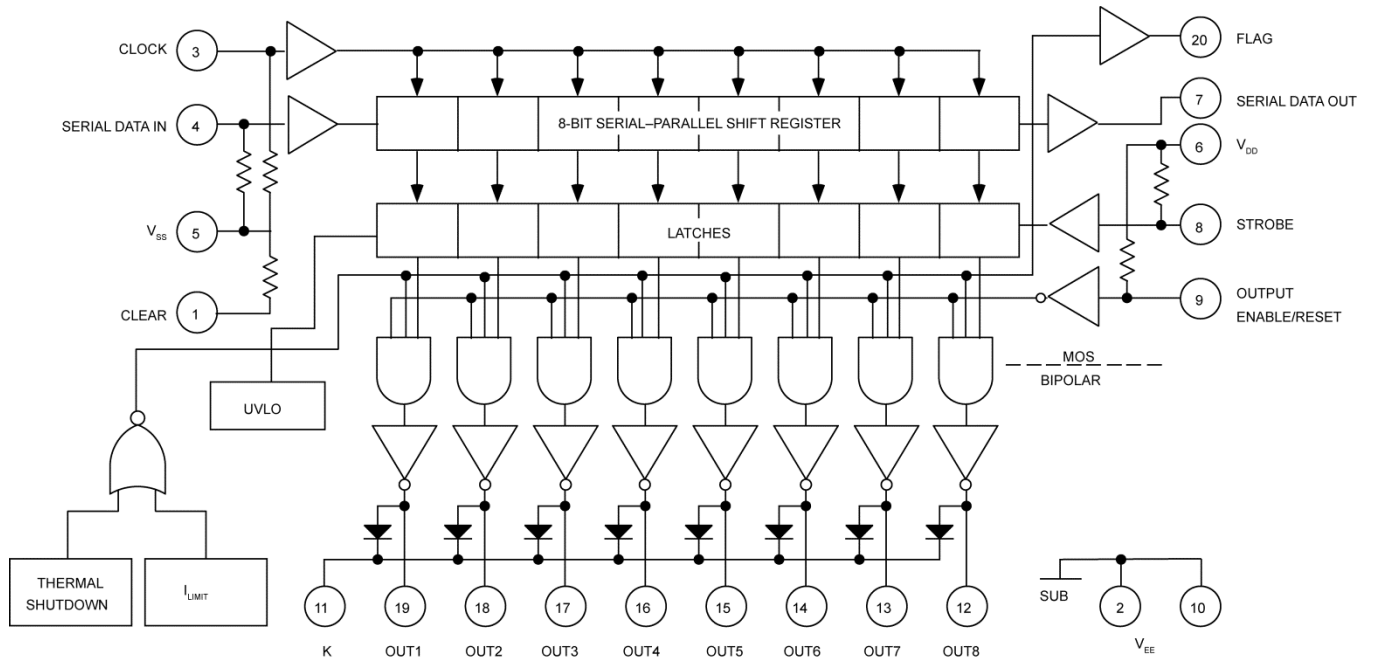 CLOCK 3
20 FLAG
7 SERIAL DATA OUT
SERIAL DATA IN 4
8-BIT SERIAL–PARALLEL SHIFT REGISTER
6 VDD
VSS 5
LATCHES
8 STROBE
CLEAR 1
9 OUTPUT
ENABLE/RESET
MOS
BIPOLAR
UVLO
THERMAL
SHUTDOWN
ILIMIT
SUB
11 19 18 17 16 15 14 13 12 2 10
K OUT1 OUT2 OUT3 OUT4 OUT5 OUT6 OUT7 OUT8 VEE